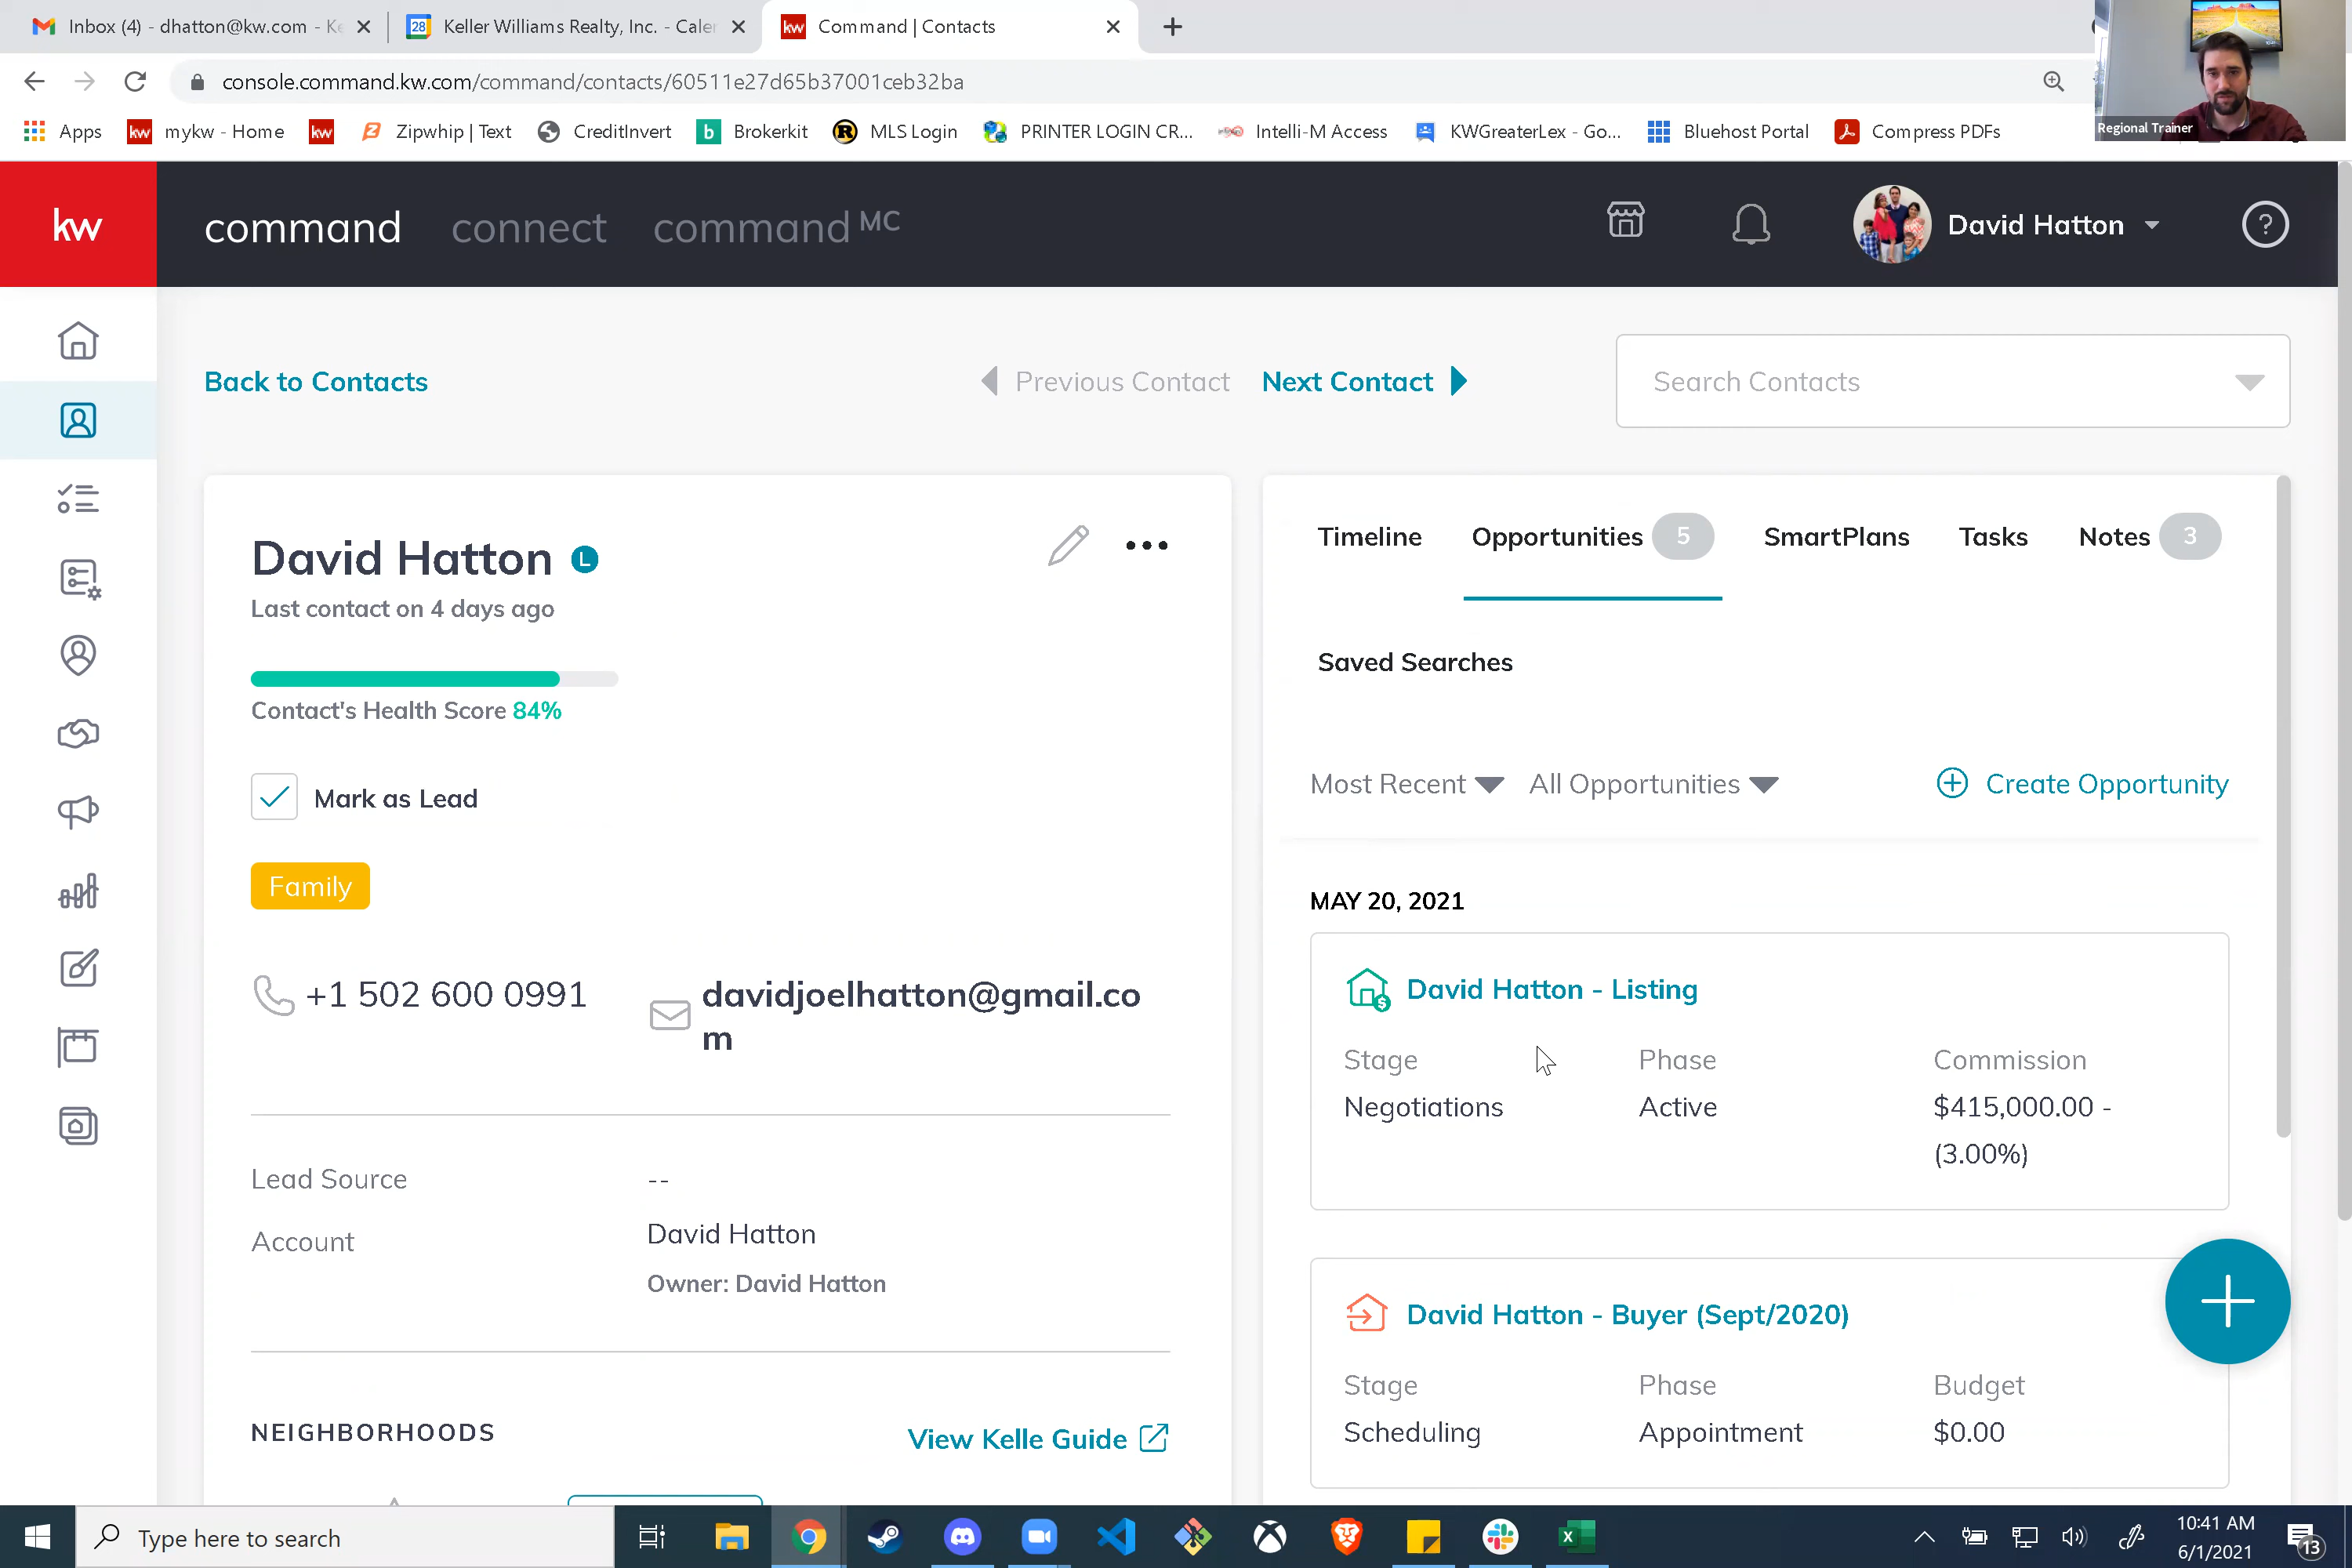 Inbox (4) - dhatton@kw.com - Ke
28
Keller Williams Realty, Inc. - Caler
kw
Command | Contacts
console.command.kw.com/command/contacts/60511e27d65b37001ceb32ba
Apps
kw
mykw - Home
kw
Zipwhip | Text
CreditInvert
b
Brokerkit
R
MLS Login
PRINTER LOGIN CR...
Intelli-M Access
KWGreaterLex - Go...
Bluehost Portal
Compress PDFs
Regional Trainer
kw
command
connect
command MC
David Hatton
?
Back to Contacts
Previous Contact
Next Contact
Search Contacts
David Hatton L
Last contact on 4 days ago
Contact's Health Score 84%
Mark as Lead
Family
+1 502 600 0991
davidjoelhatton@gmail.co
m
Lead Source
--
Account
David Hatton
Owner: David Hatton
NEIGHBORHOODS
View Kelle Guide
Timeline
Opportunities 5
SmartPlans
Tasks
Notes 3
Saved Searches
Most Recent
All Opportunities
Create Opportunity
MAY 20, 2021
David Hatton - Listing
Stage
Phase
Commission
Negotiations
Active
$415,000.00 -
(3.00%)
David Hatton - Buyer (Sept/2020)
Stage
Phase
Budget
Scheduling
Appointment
$0.00
Type here to search
10:41 AM
6/1/2021
13